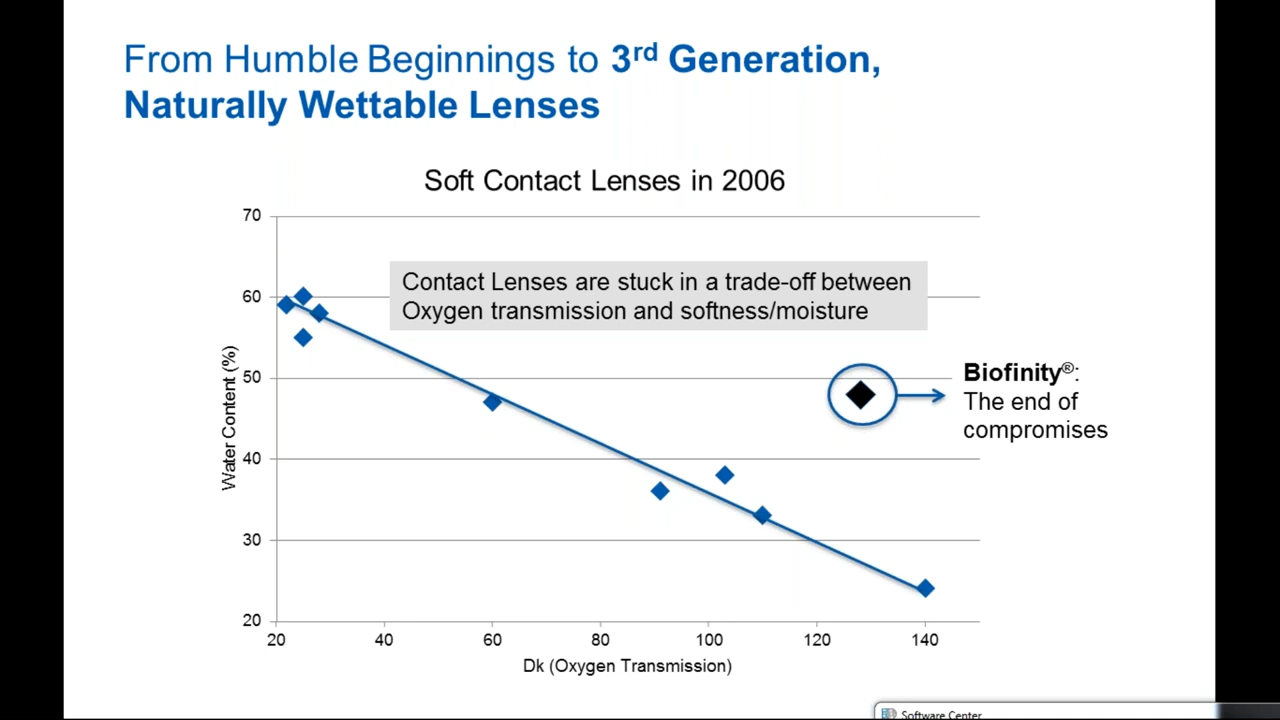 From Humble Beginnings to 3rd Generation,
Naturally Wettable Lenses
Soft Contact Lenses in 2006
70
60
50
40
30
20
Water Content (%)
Contact Lenses are stuck in a trade-off between
Oxygen transmission and softness/moisture
Biofinity®:
The end of
compromises
20 40 60 80 100 120 140
Dk (Oxygen Transmission)
Software Center